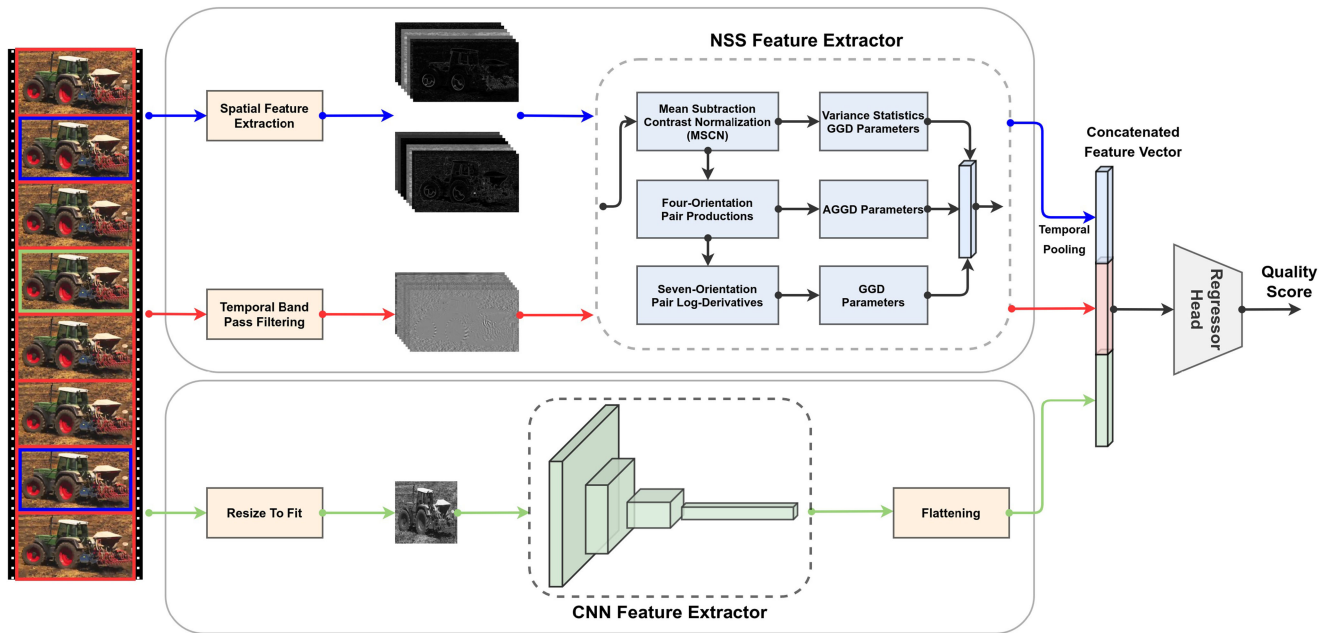 NSS Feature Extractor
Spatial Feature
Extraction
Mean Subtraction
Contrast Normalization
(MSCN)
Variance Statistics
GGD Parameters
Four-Orientation
Pair Productions
AGGD Parameters
Seven-Orientation
Pair Log-Derivatives
GGD
Parameters
Temporal Band
Pass Filtering
Concatenated
Feature Vector
Temporal
Pooling
Regressor
Head
Quality
Score
Resize To Fit
Flattening
CNN Feature Extractor